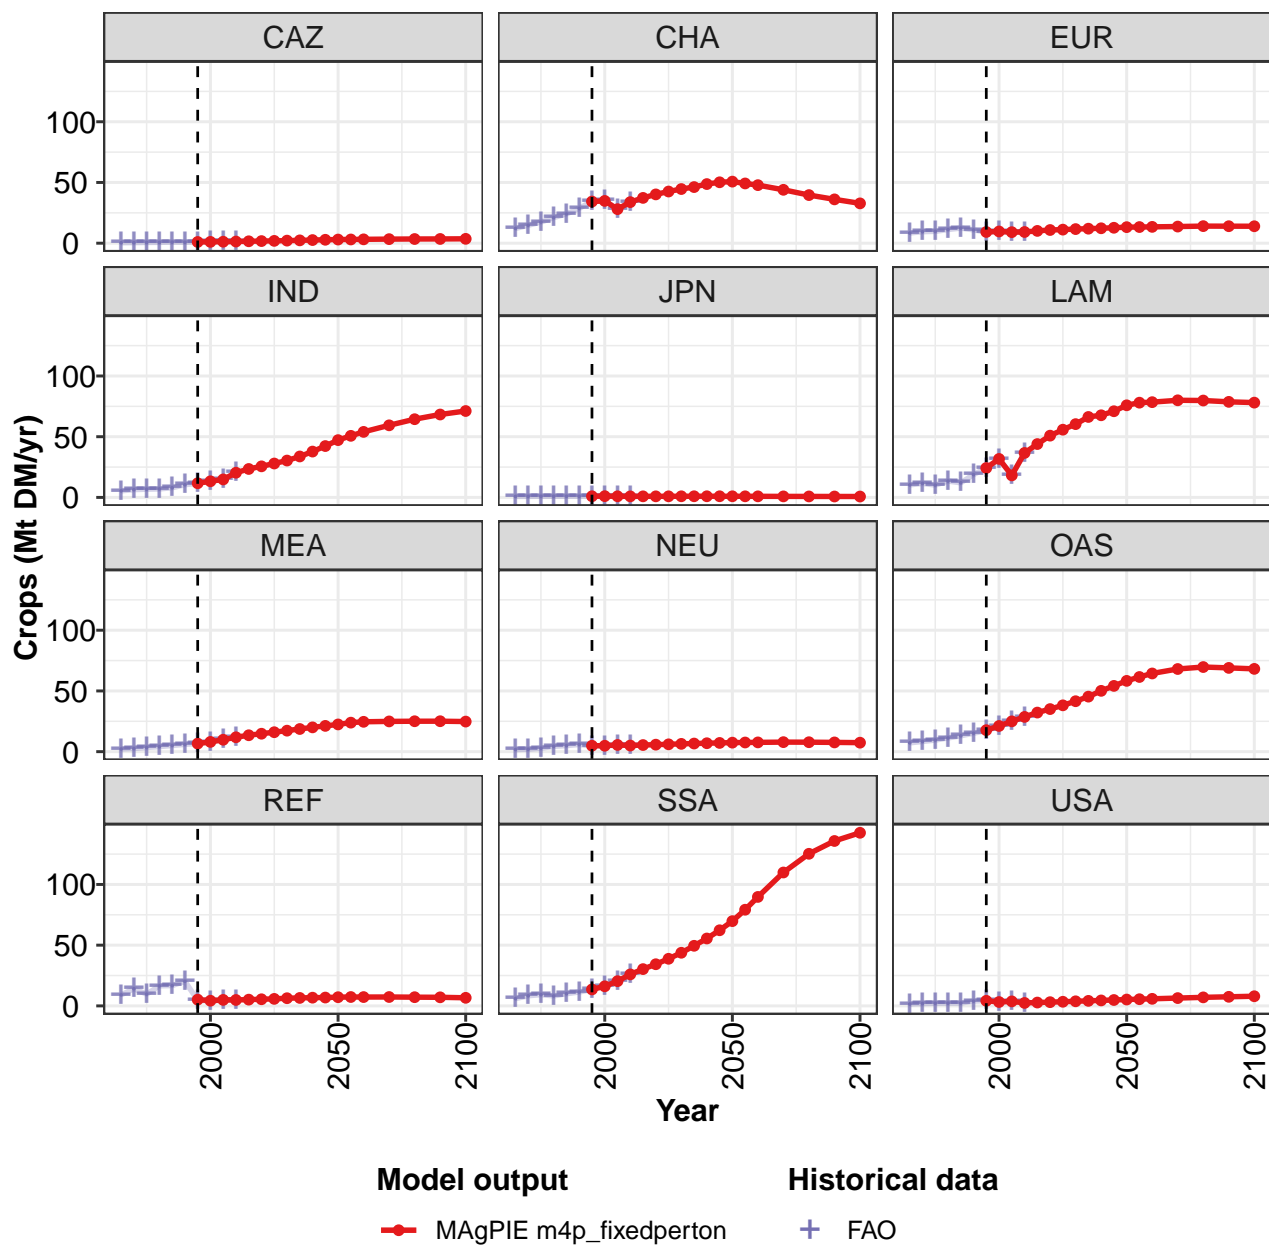 CAZ CHA EUR
100
50
0
IND JPN LAM
100
50
0
MEA NEU OAS
100
50
0
REF SSA USA
100
50
0
Crops (Mt DM/yr)
2000 2050 2100 2000 2050 2100 2000 2050 2100
Year
Model output Historical data
MAgPIE m4p_fixedperton FAO